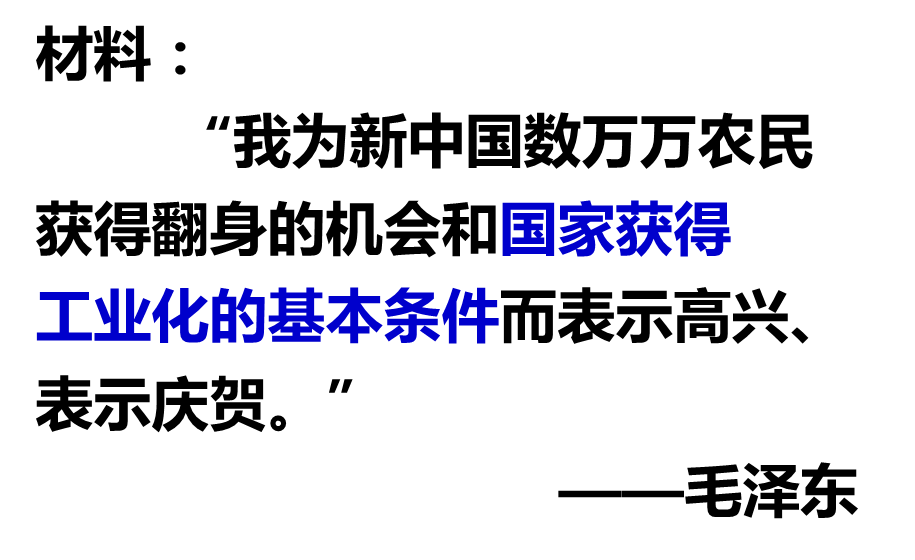 材料：
“我为新中国数万万农民
获得翻身的机会和国家获得
工业化的基本条件而表示高兴、
表示庆贺。”
——毛泽东